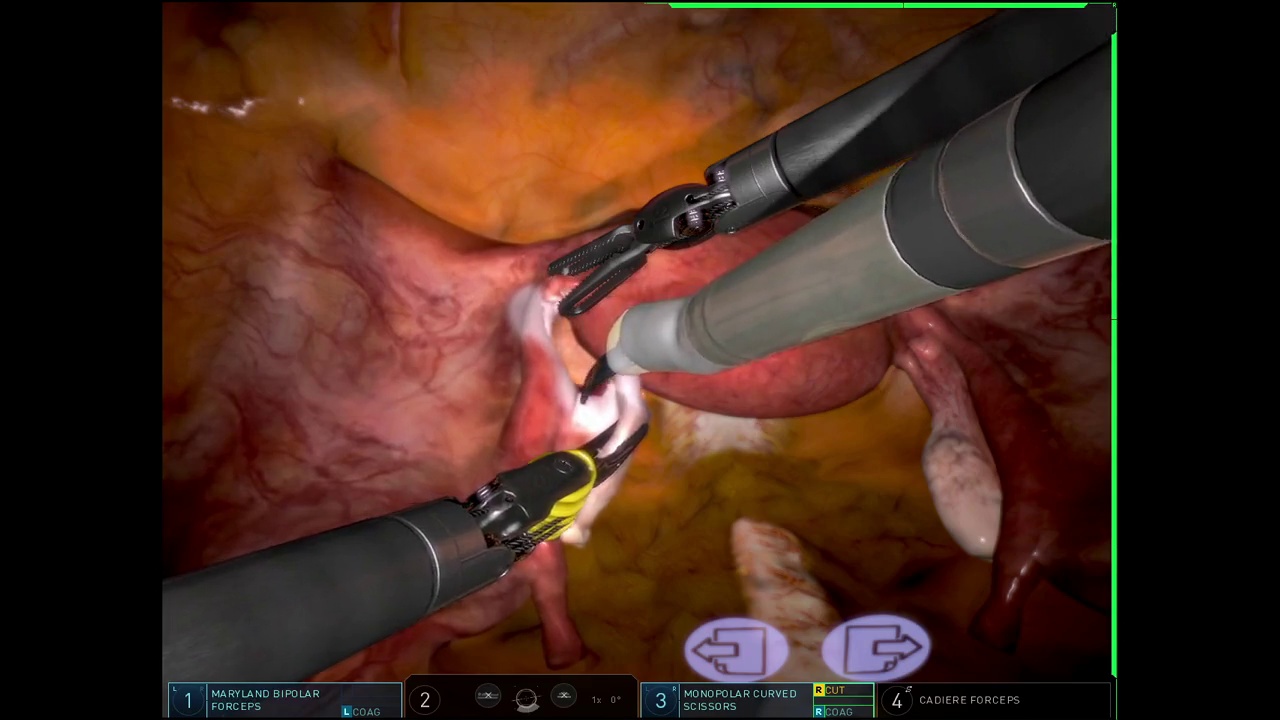 R
L
1
MARYLAND BIPOLAR
FORCEPS
L COAG
2
1x 0°
3
R
MONOPOLAR CURVED
SCISSORS
R CUT
R COAG
4
CADIERE FORCEPS